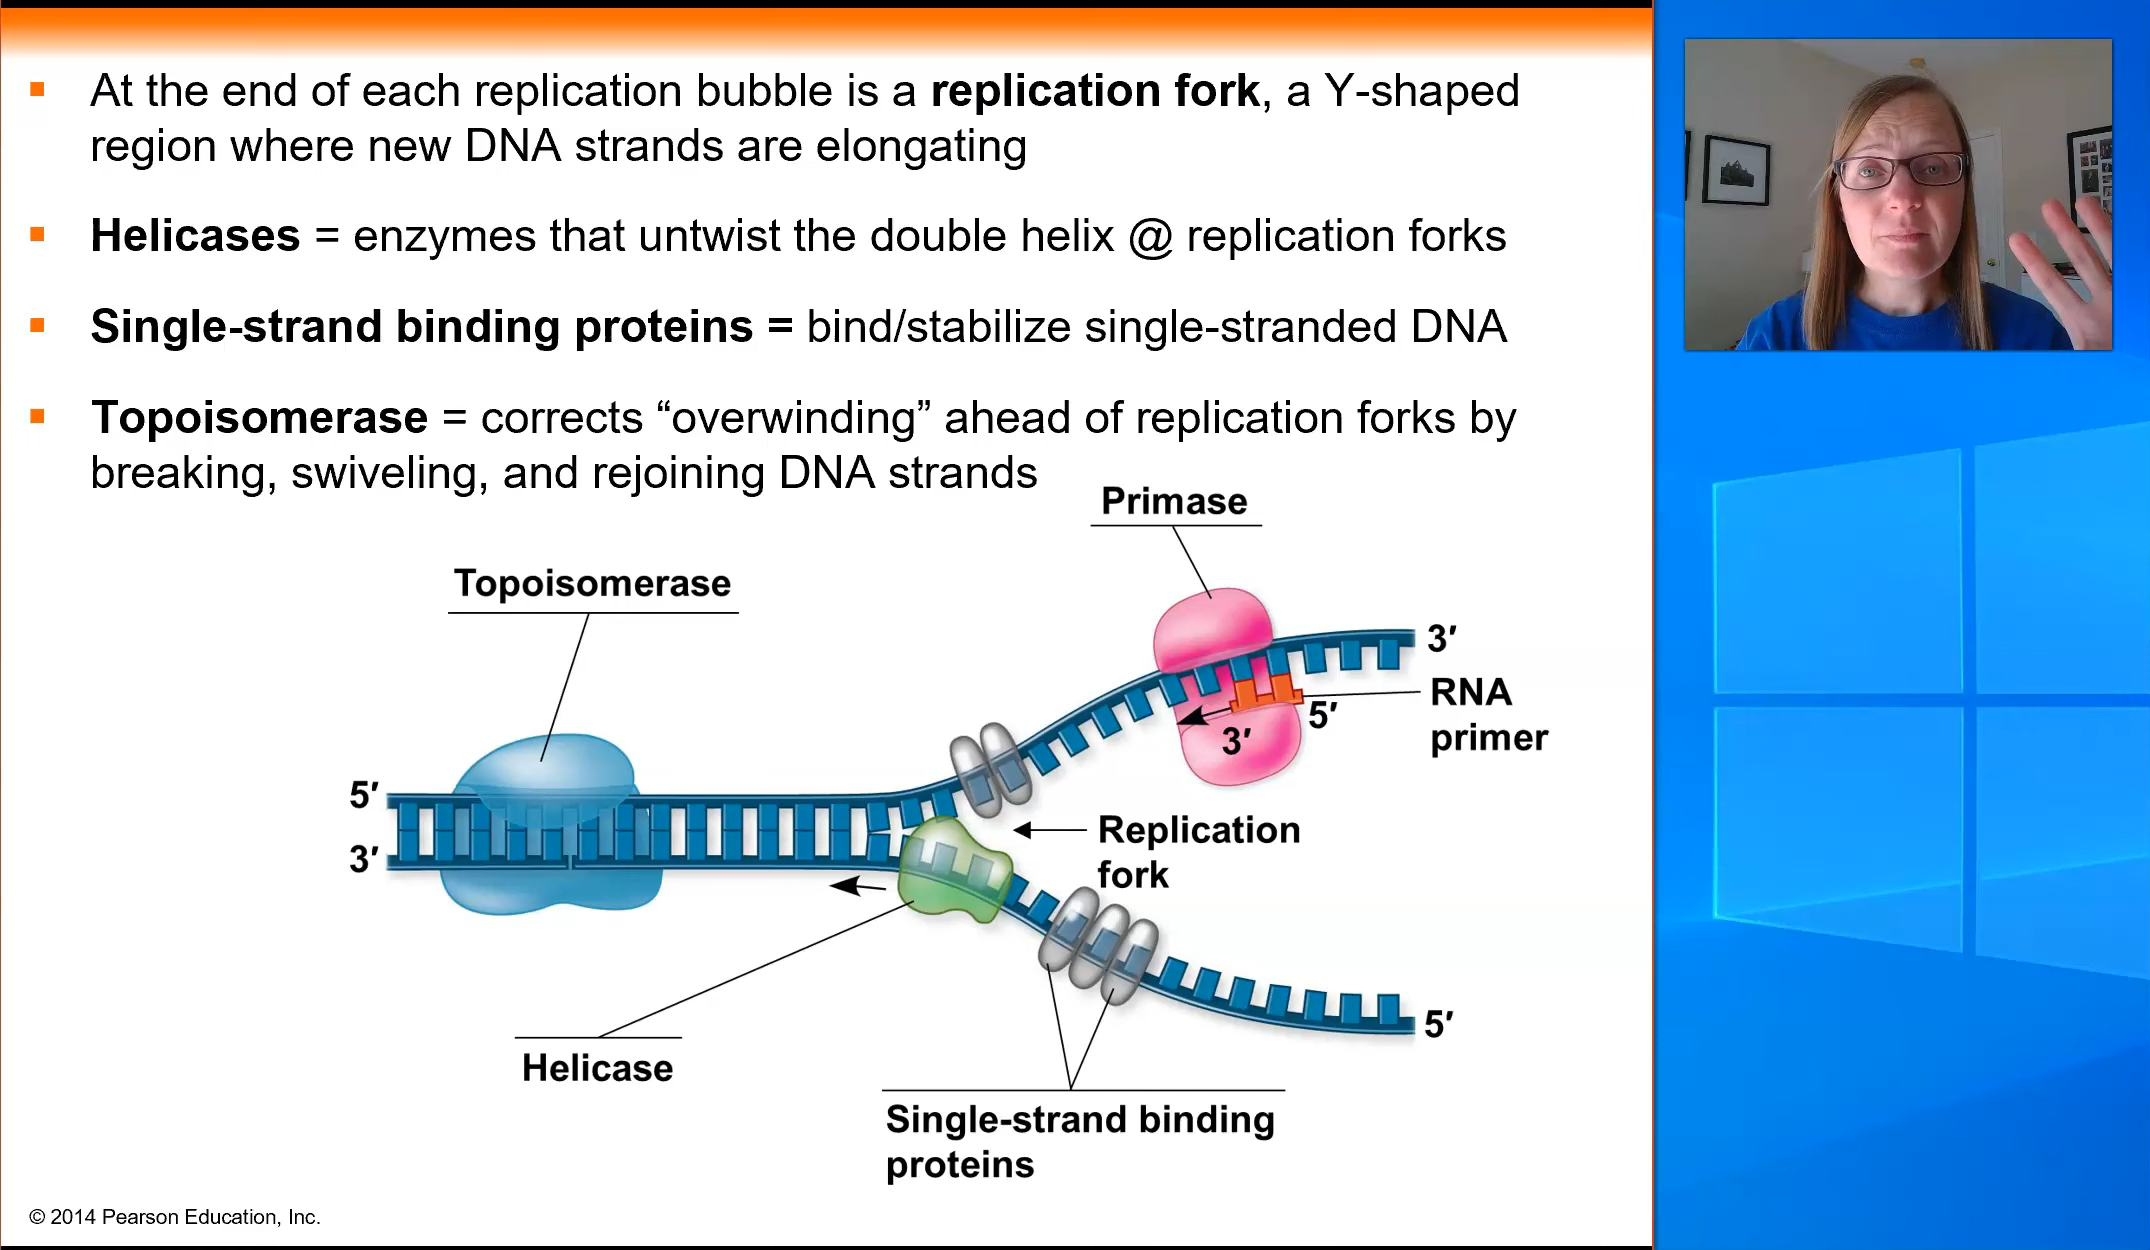 At the end of each replication bubble is a replication fork, a Y-shaped
region where new DNA strands are elongating
Helicases = enzymes that untwist the double helix @ replication forks
Single-strand binding proteins = bind/stabilize single-stranded DNA
Topoisomerase = corrects “overwinding” ahead of replication forks by
breaking, swiveling, and rejoining DNA strands
Primase
Topoisomerase
3′
RNA
primer
5′
3′
5′
3′
Replication
fork
5′
Helicase
Single-strand binding
proteins
© 2014 Pearson Education, Inc.